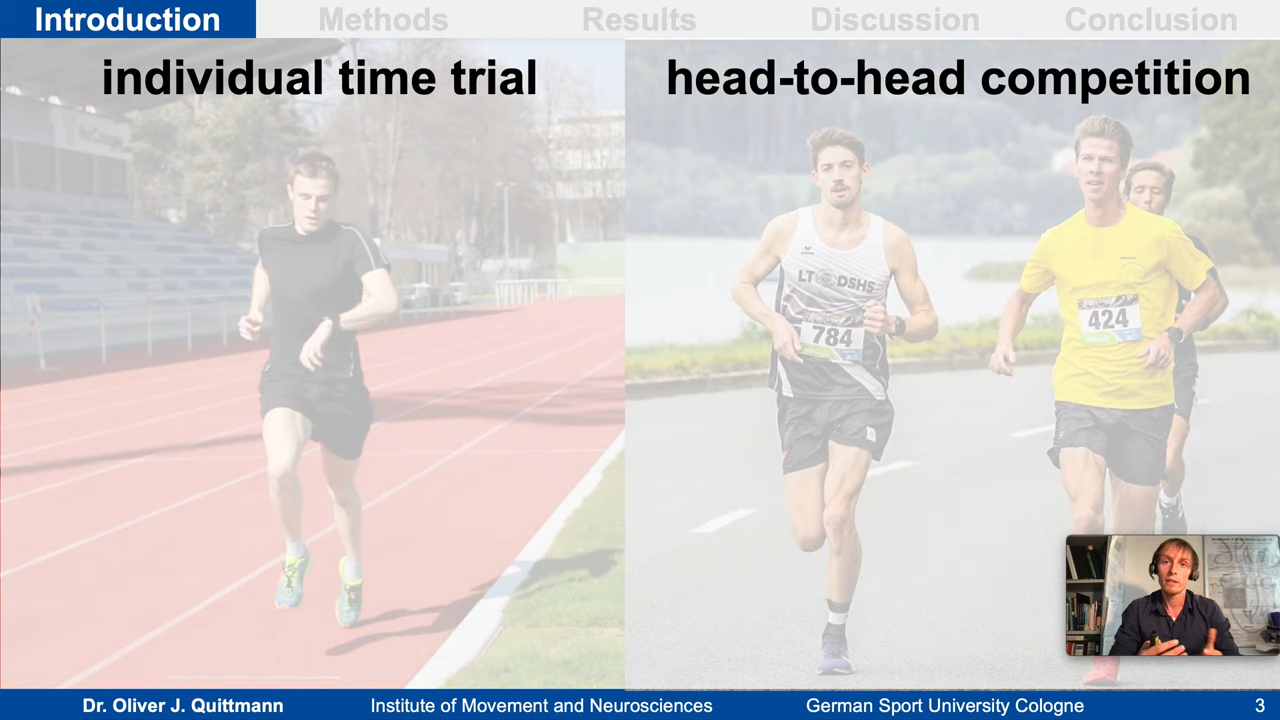 Introduction Methods Results Discussion Conclusion
individual time trial
head-to-head competition
LT DSHS
784
424
Dr. Oliver J. Quittmann Institute of Movement and Neurosciences German Sport University Cologne 3